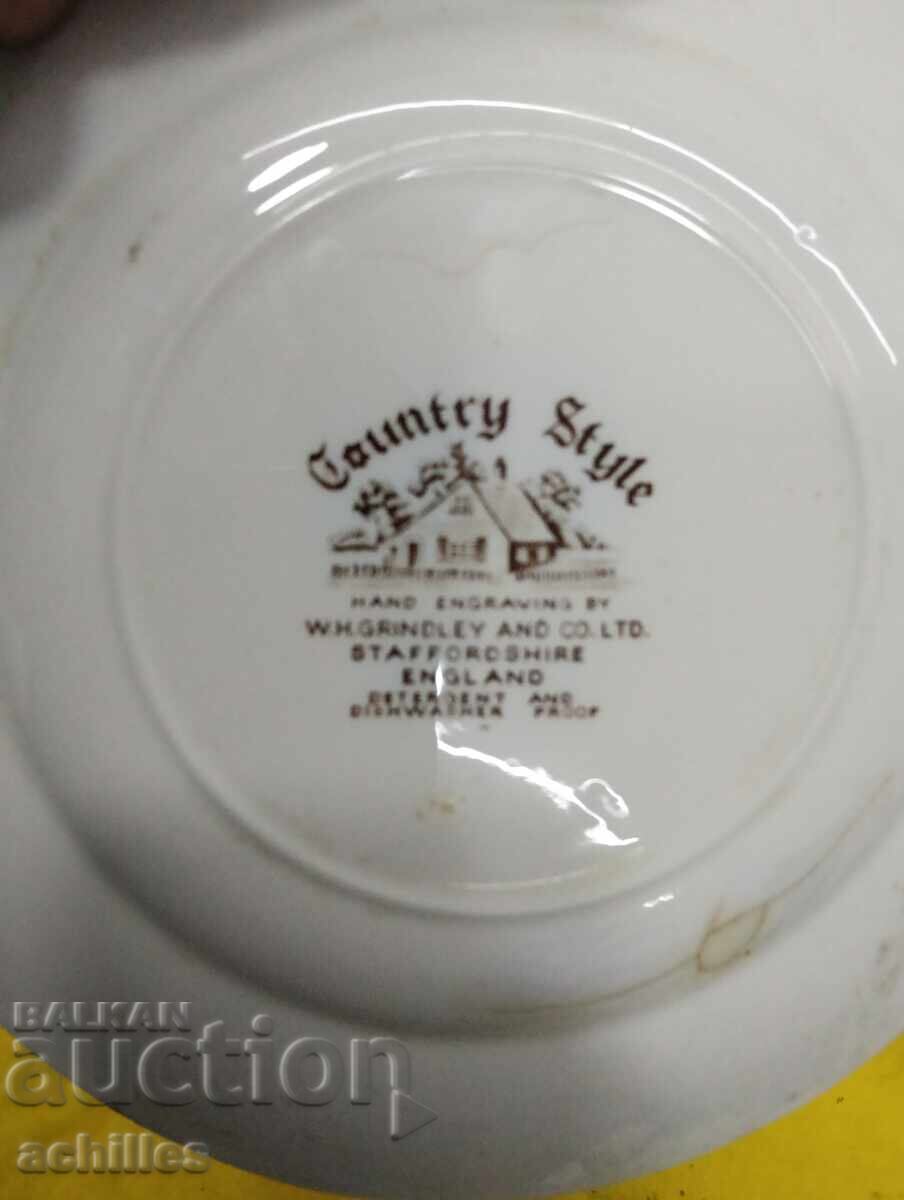 Country Style
HAND ENGRAVING BY
W.H.GRINDLEY AND CO.LTD.
STAFFORDSHIRE
ENGLAND
DETERGENT AND
DISHWASHER PROOF
BALKAN
auction
achilles